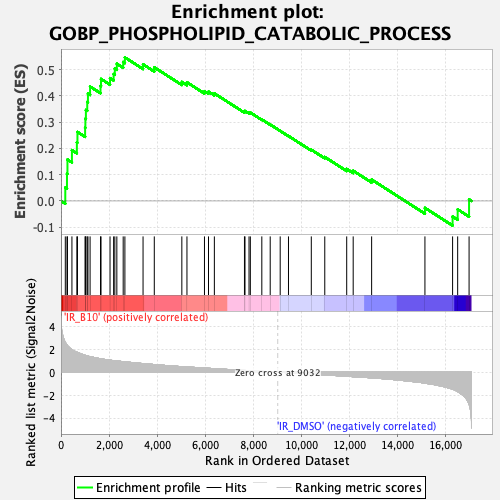 Enrichment plot:
GOBP_PHOSPHOLIPID_CATABOLIC_PROCESS
Enrichment score (ES)
0.5
0.4
0.3
0.2
0.1
0.0
-0.1
'IR_B10' (positively correlated)
Ranked list metric (Signal2Noise)
4
2
0
-2
-4
Zero cross at 9032
'IR_DMSO' (negatively correlated)
0
2,000
4,000
6,000
8,000
10,000
12,000
14,000
16,000
Rank in Ordered Dataset
Enrichment profile
Hits
Ranking metric scores